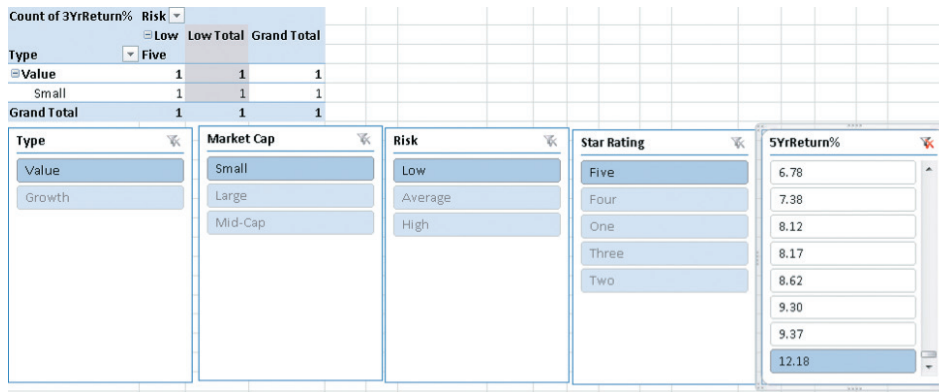 Count of 3YrReturn% Risk
Low Low Total Grand Total
Type Five
Value 1 1 1
Small 1 1 1
Grand Total 1 1 1
Type
Value
Growth
Market Cap
Small
Large
Mid-Cap
Risk
Low
Average
High
Star Rating
Five
Four
One
Three
Two
5YrReturn%
6.78
7.38
8.12
8.17
8.62
9.30
9.37
12.18